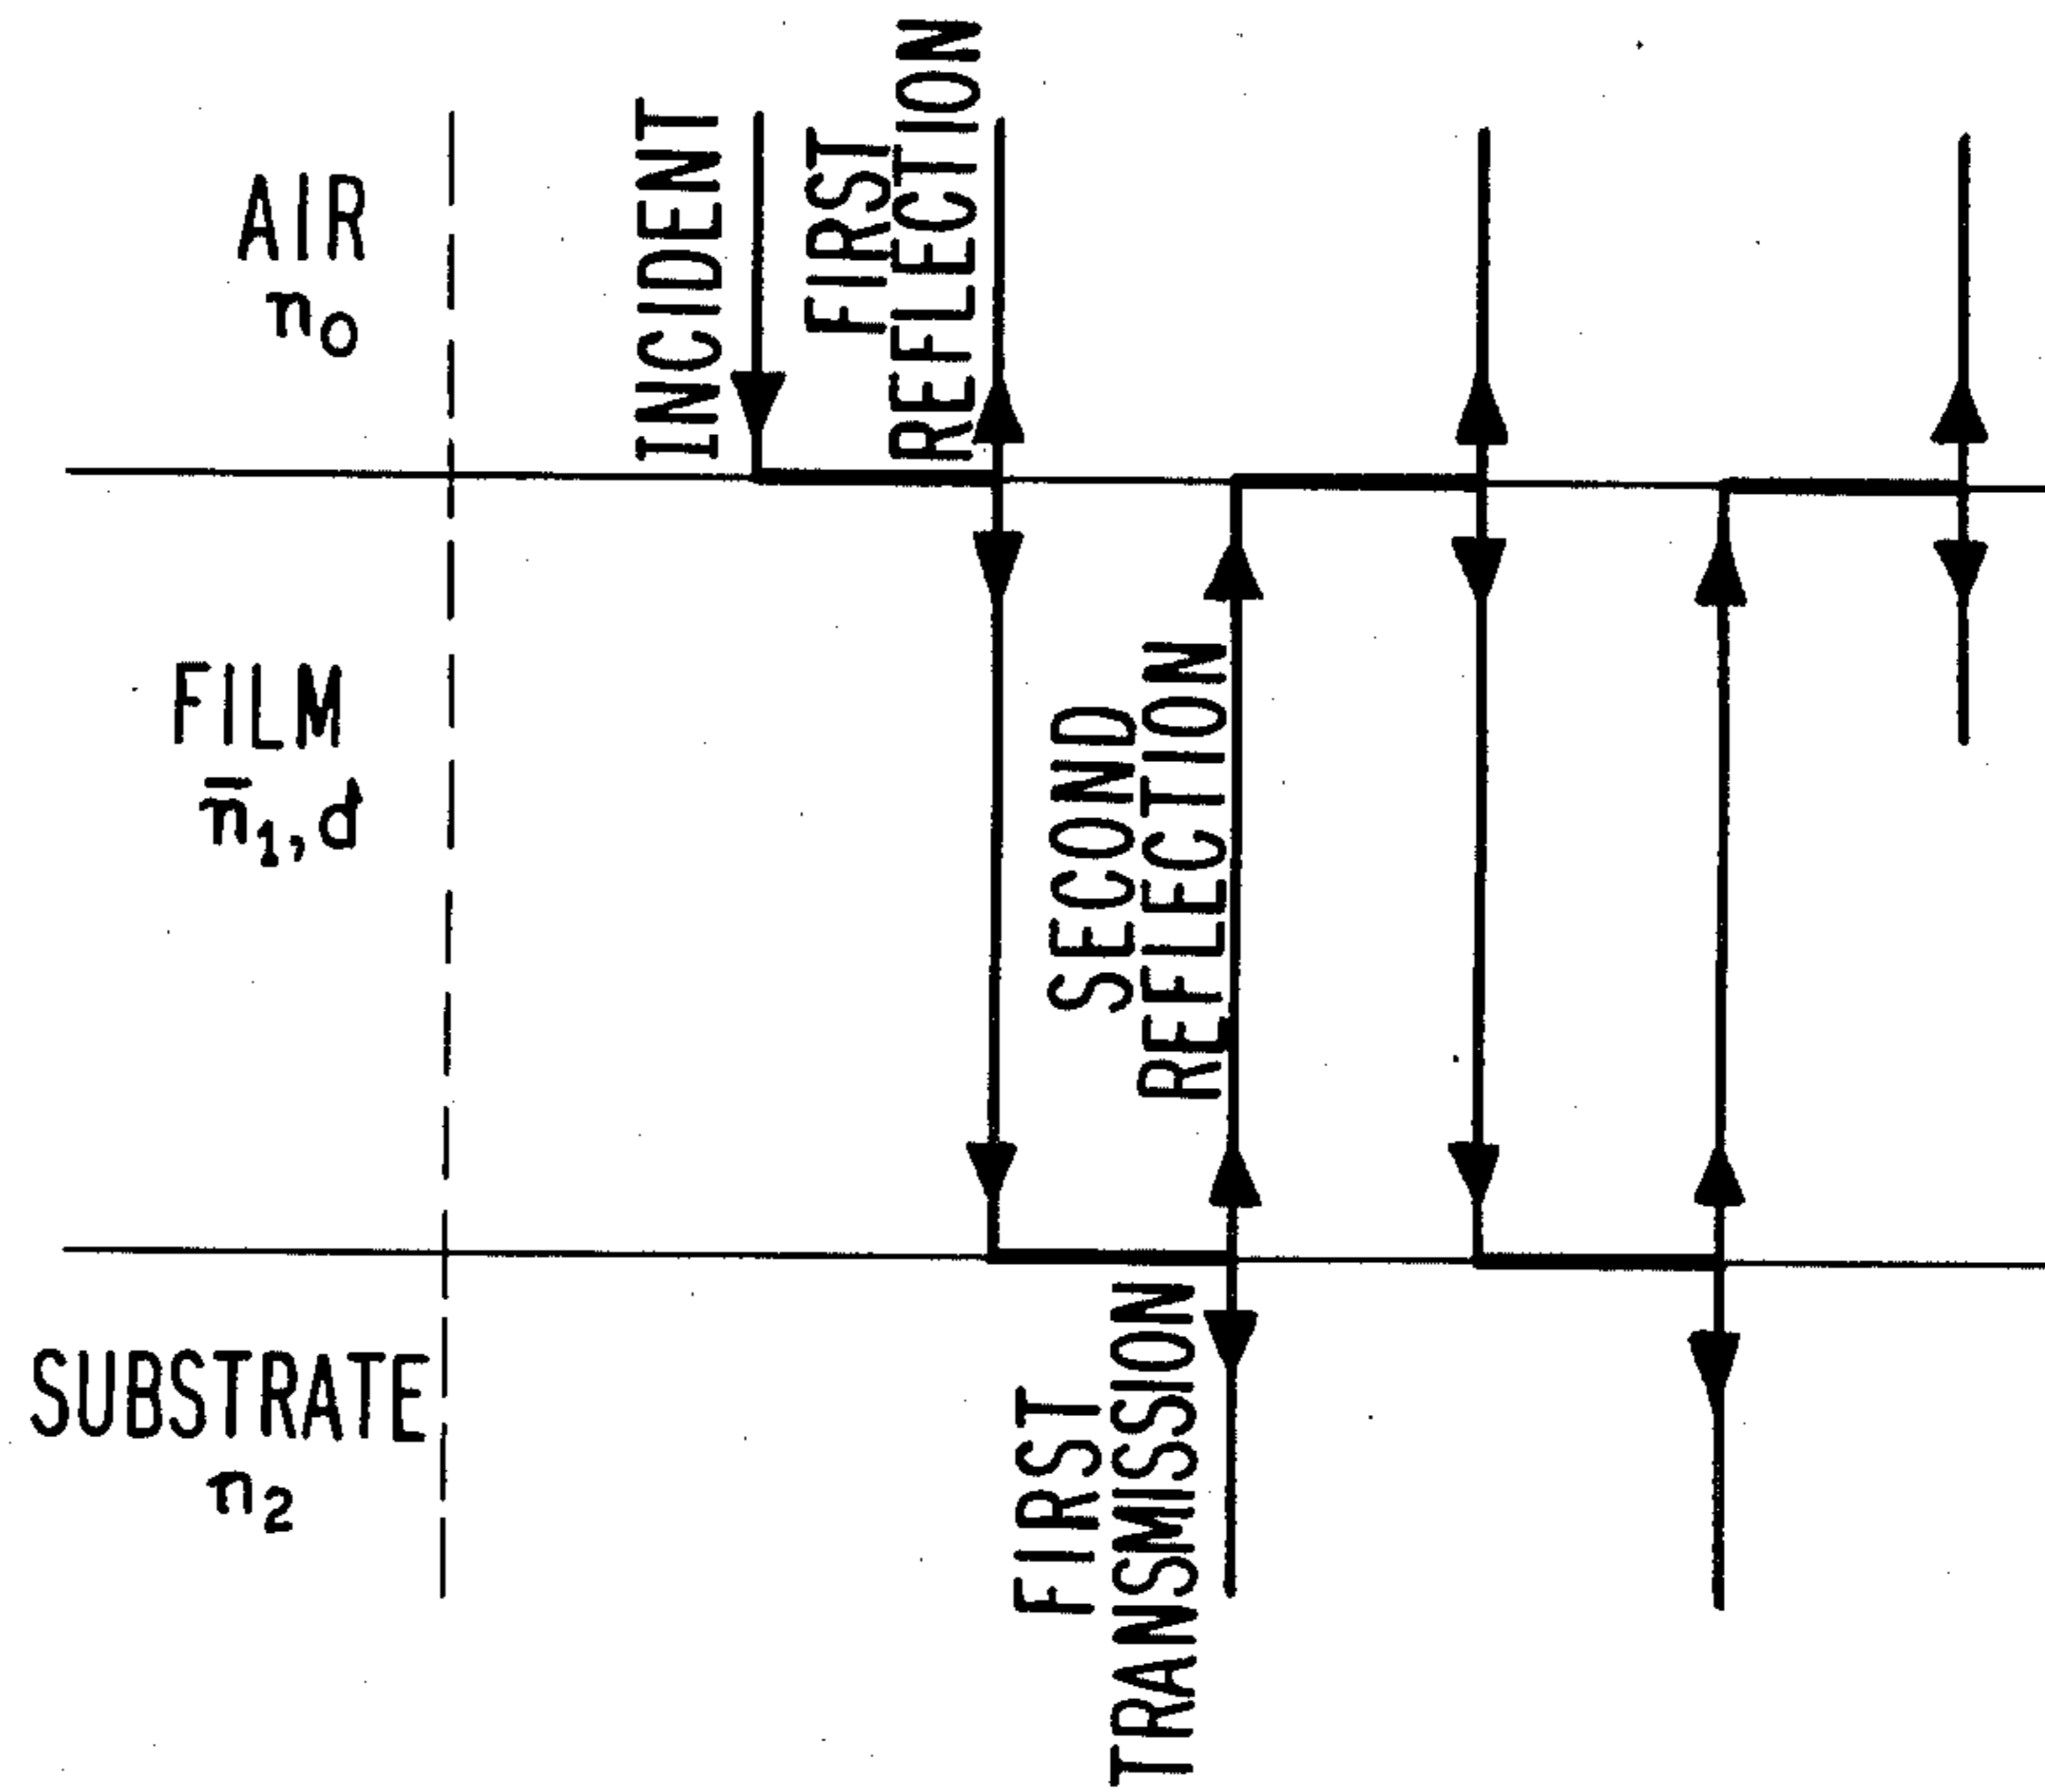 AIR
n₀
FILM
n̄₁,d
SUBSTRATE
n₂
INCIDENT
FIRST
REFLECTION
SECOND
REFLECTION
FIRST
TRANSMISSION